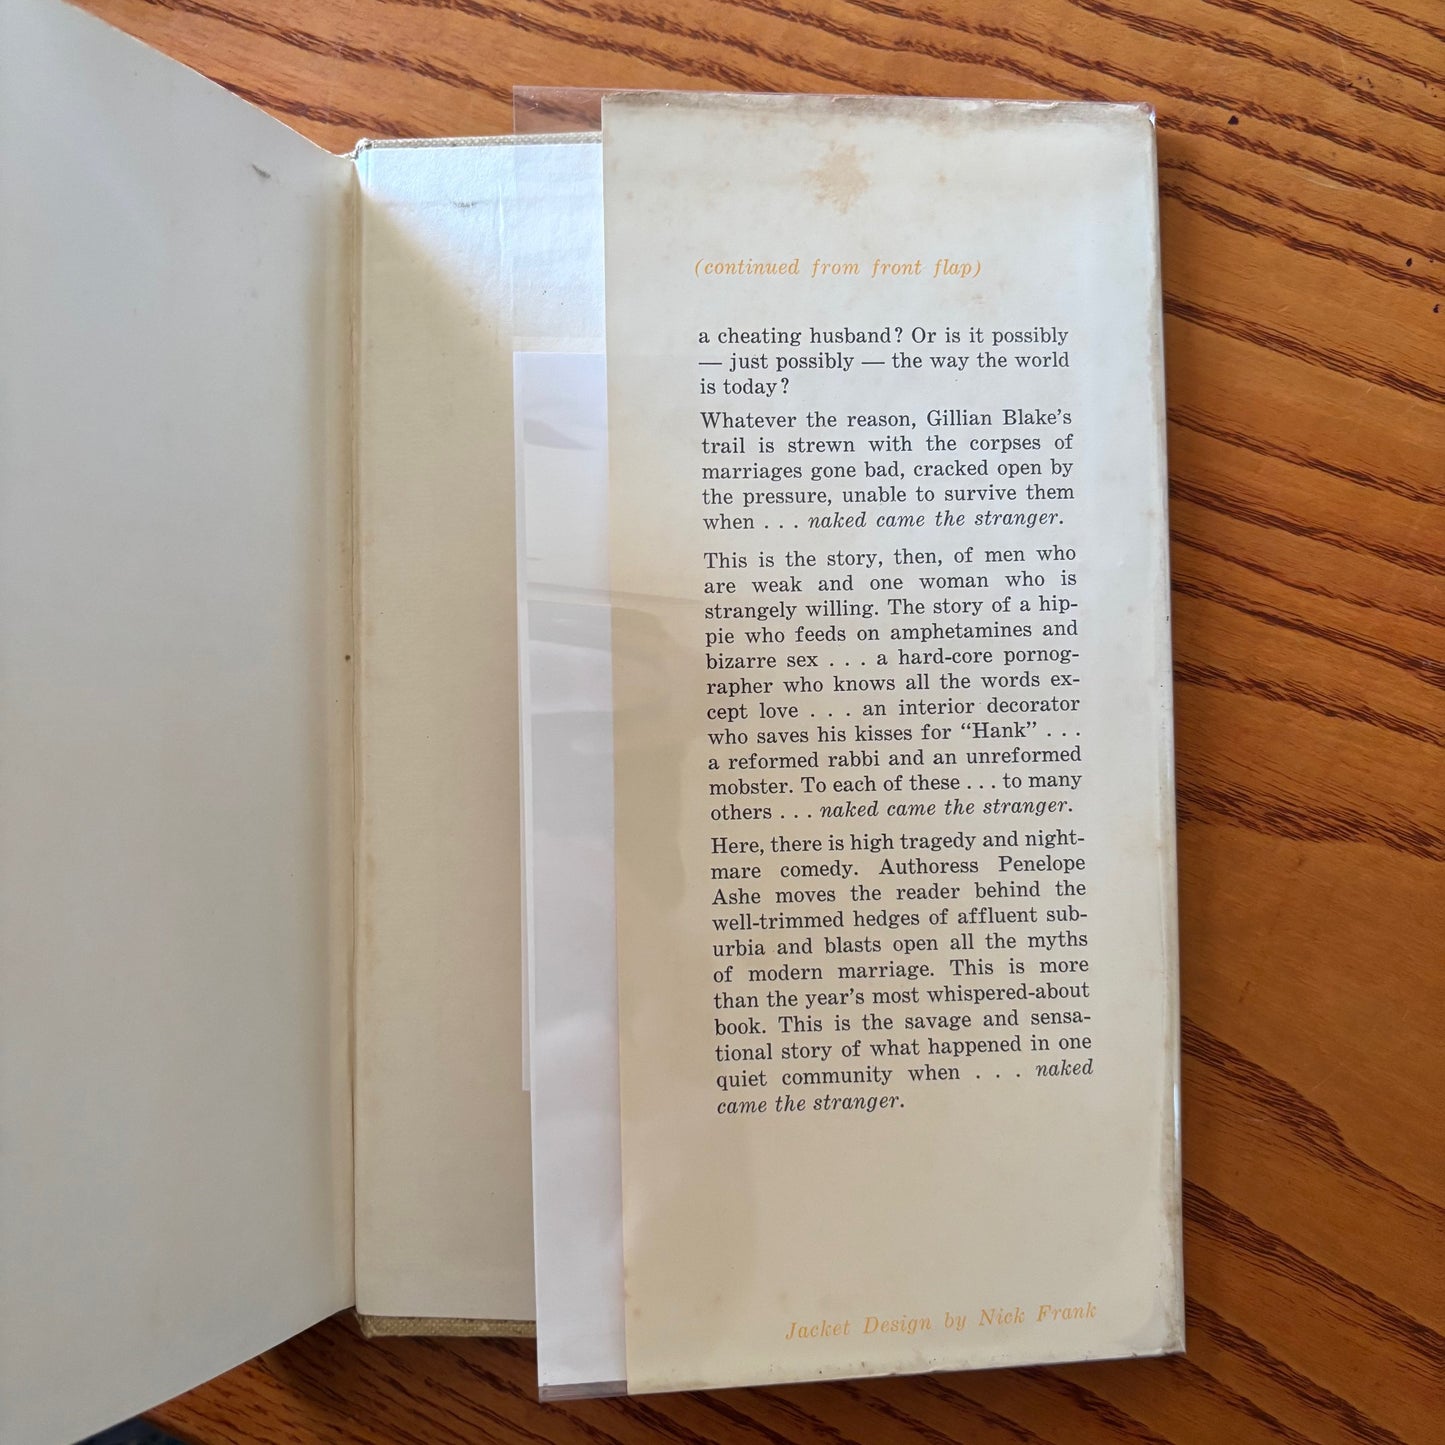 (continued from front flap)
a cheating husband? Or is it possibly
— just possibly — the way the world
is today?
Whatever the reason, Gillian Blake's
trail is strewn with the corpses of
marriages gone bad, cracked open by
the pressure, unable to survive them
when . . . naked came the stranger.
This is the story, then, of men who
are weak and one woman who is
strangely willing. The story of a hip-
pie who feeds on amphetamines and
bizarre sex . . . a hard-core pornog-
rapher who knows all the words ex-
cept love . . . an interior decorator
who saves his kisses for “Hank” . . .
a reformed rabbi and an unreformed
mobster. To each of these . . . to many
others . . . naked came the stranger.
Here, there is high tragedy and night-
mare comedy. Authoress Penelope
Ashe moves the reader behind the
well-trimmed hedges of affluent sub-
urbia and blasts open all the myths
of modern marriage. This is more
than the year's most whispered-about
book. This is the savage and sensa-
tional story of what happened in one
quiet community when . . . naked
came the stranger.
Jacket Design by Nick Frank